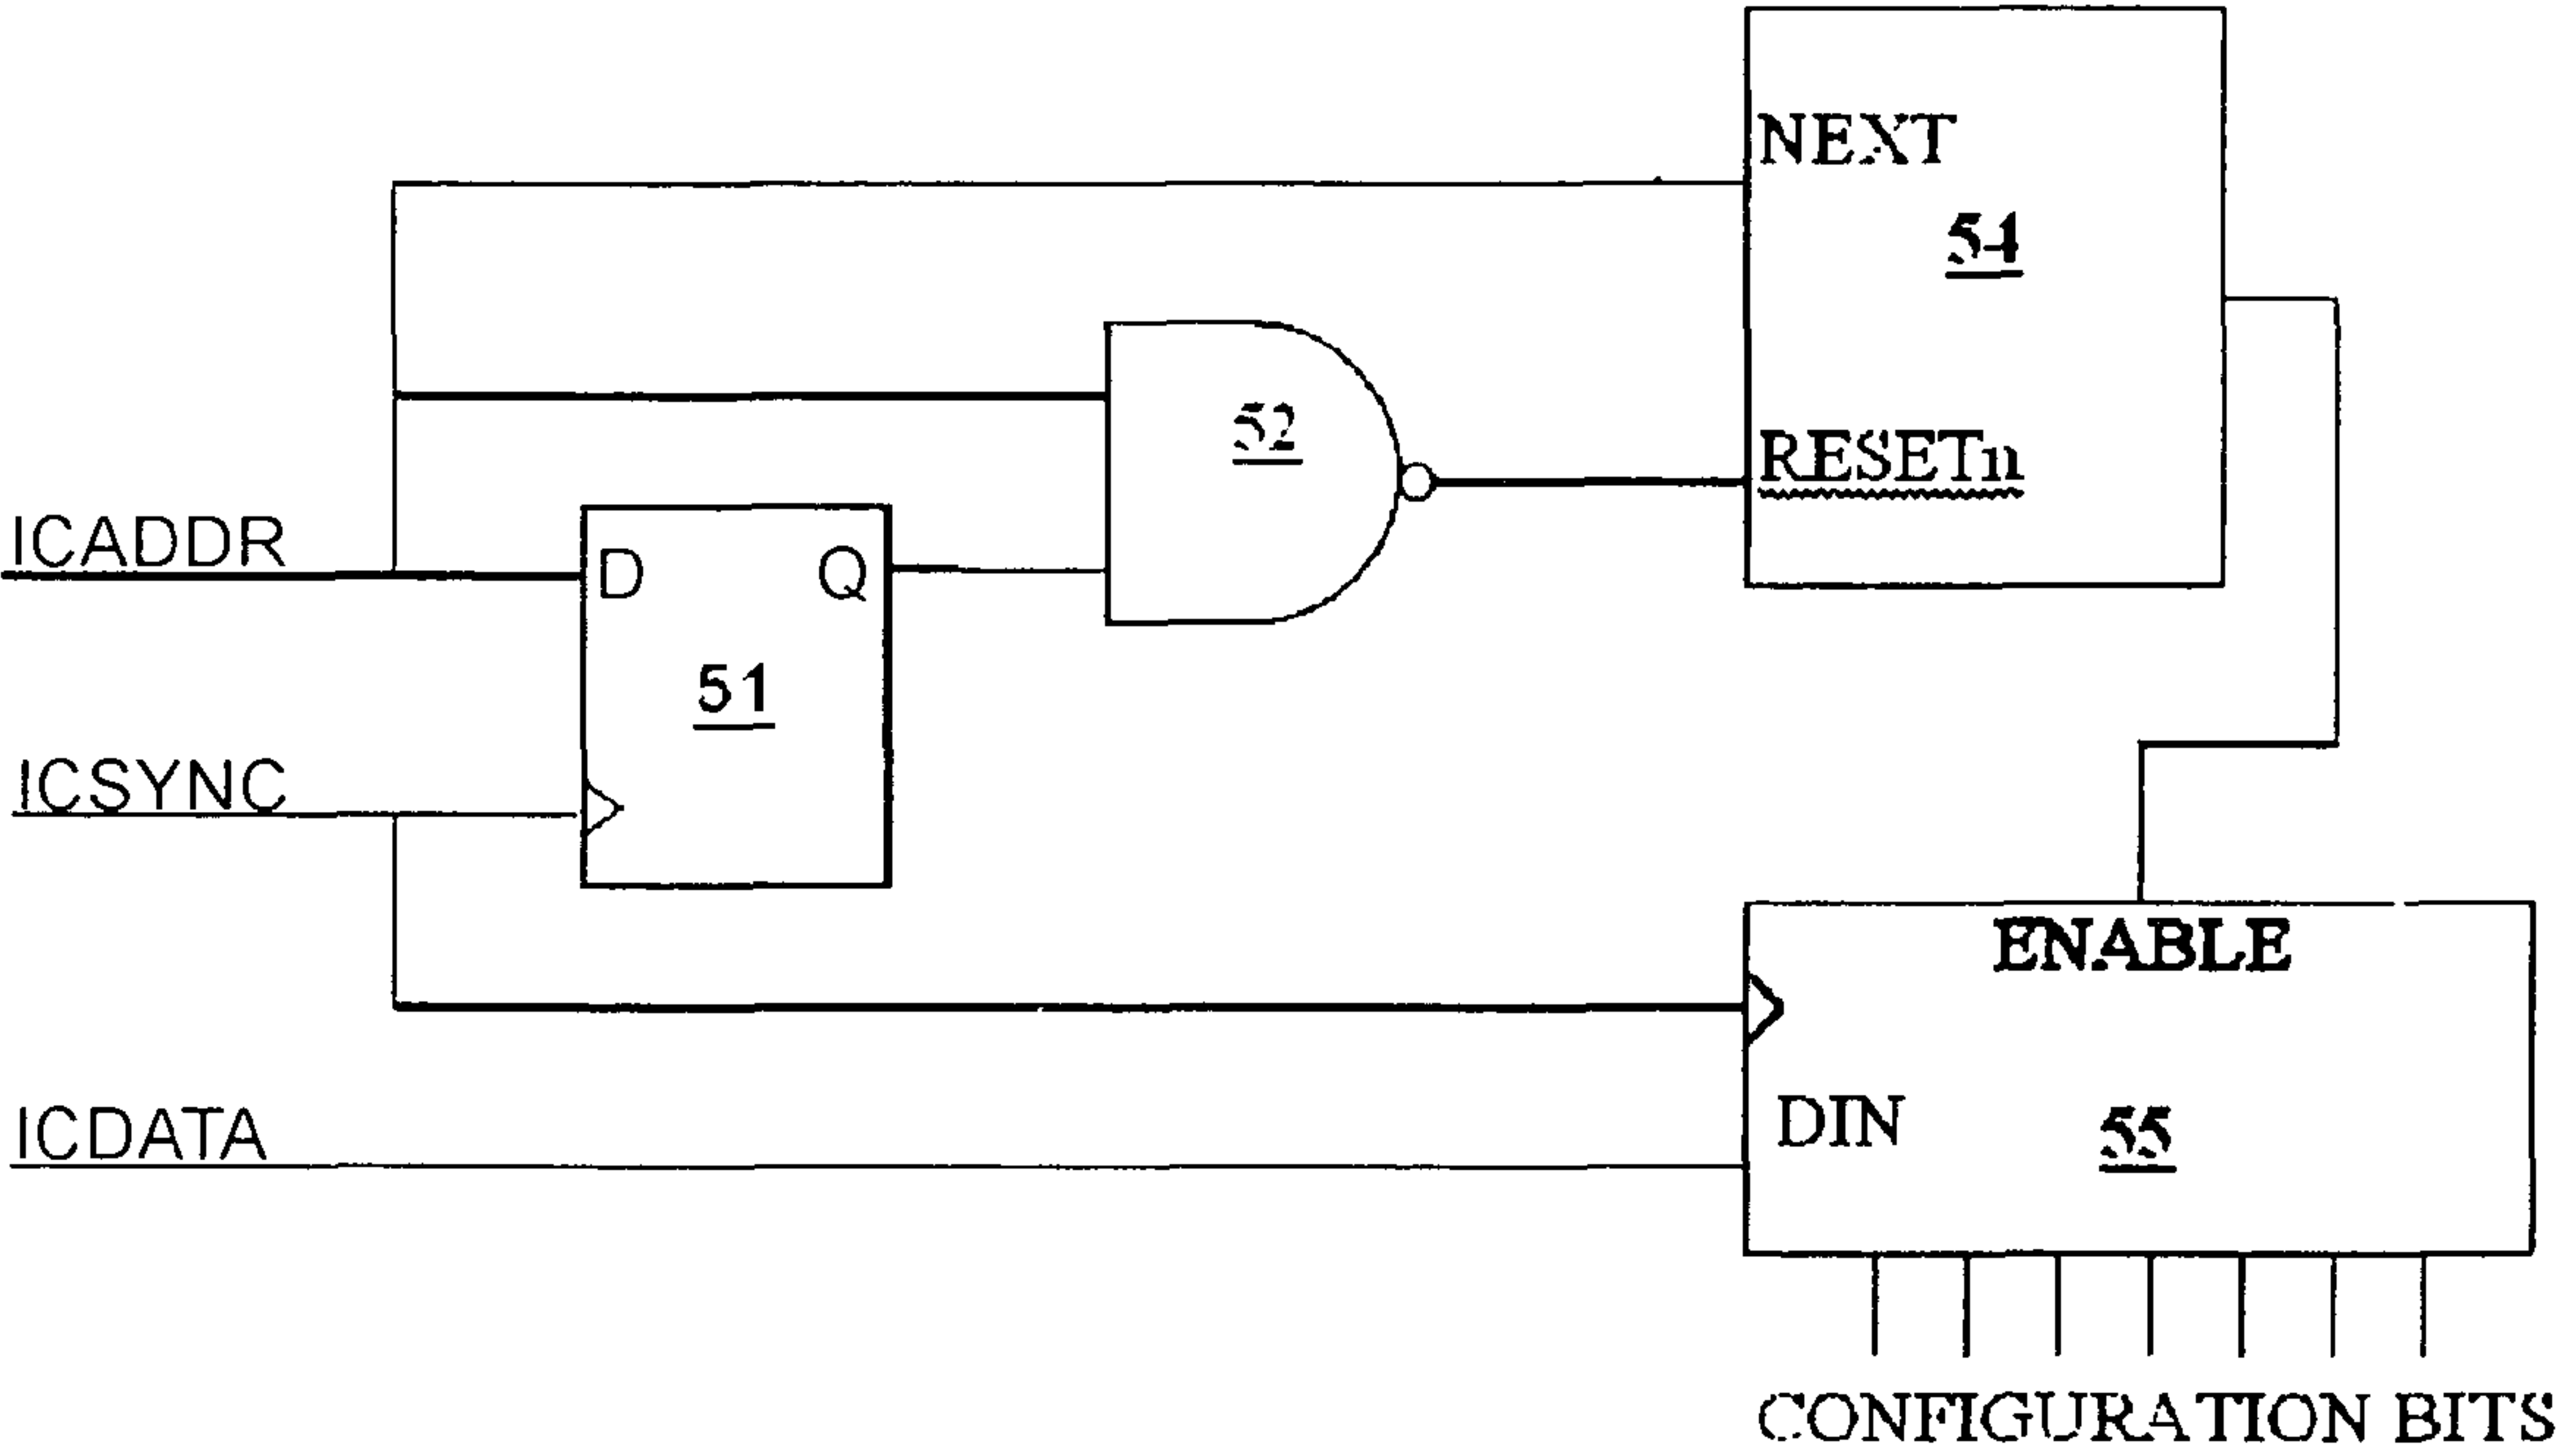 NEXT
54
52
RESETn
ICADDR
D
Q
51
ICSYNC
ENABLE
DIN
55
ICDATA
CONFIGURATION BITS